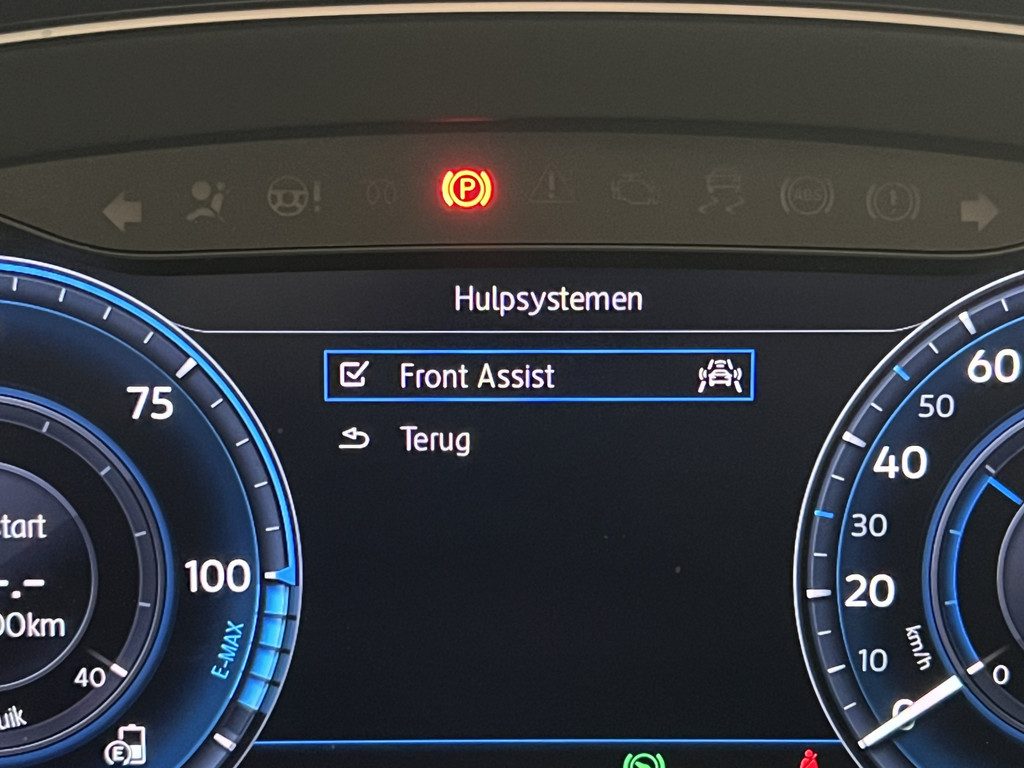 P
Hulpsystemen
Front Assist
Terug
75
100
E-MAX
40
tart
-.-
00km
uik
E
60
50
40
30
20
10
0
km/h
0